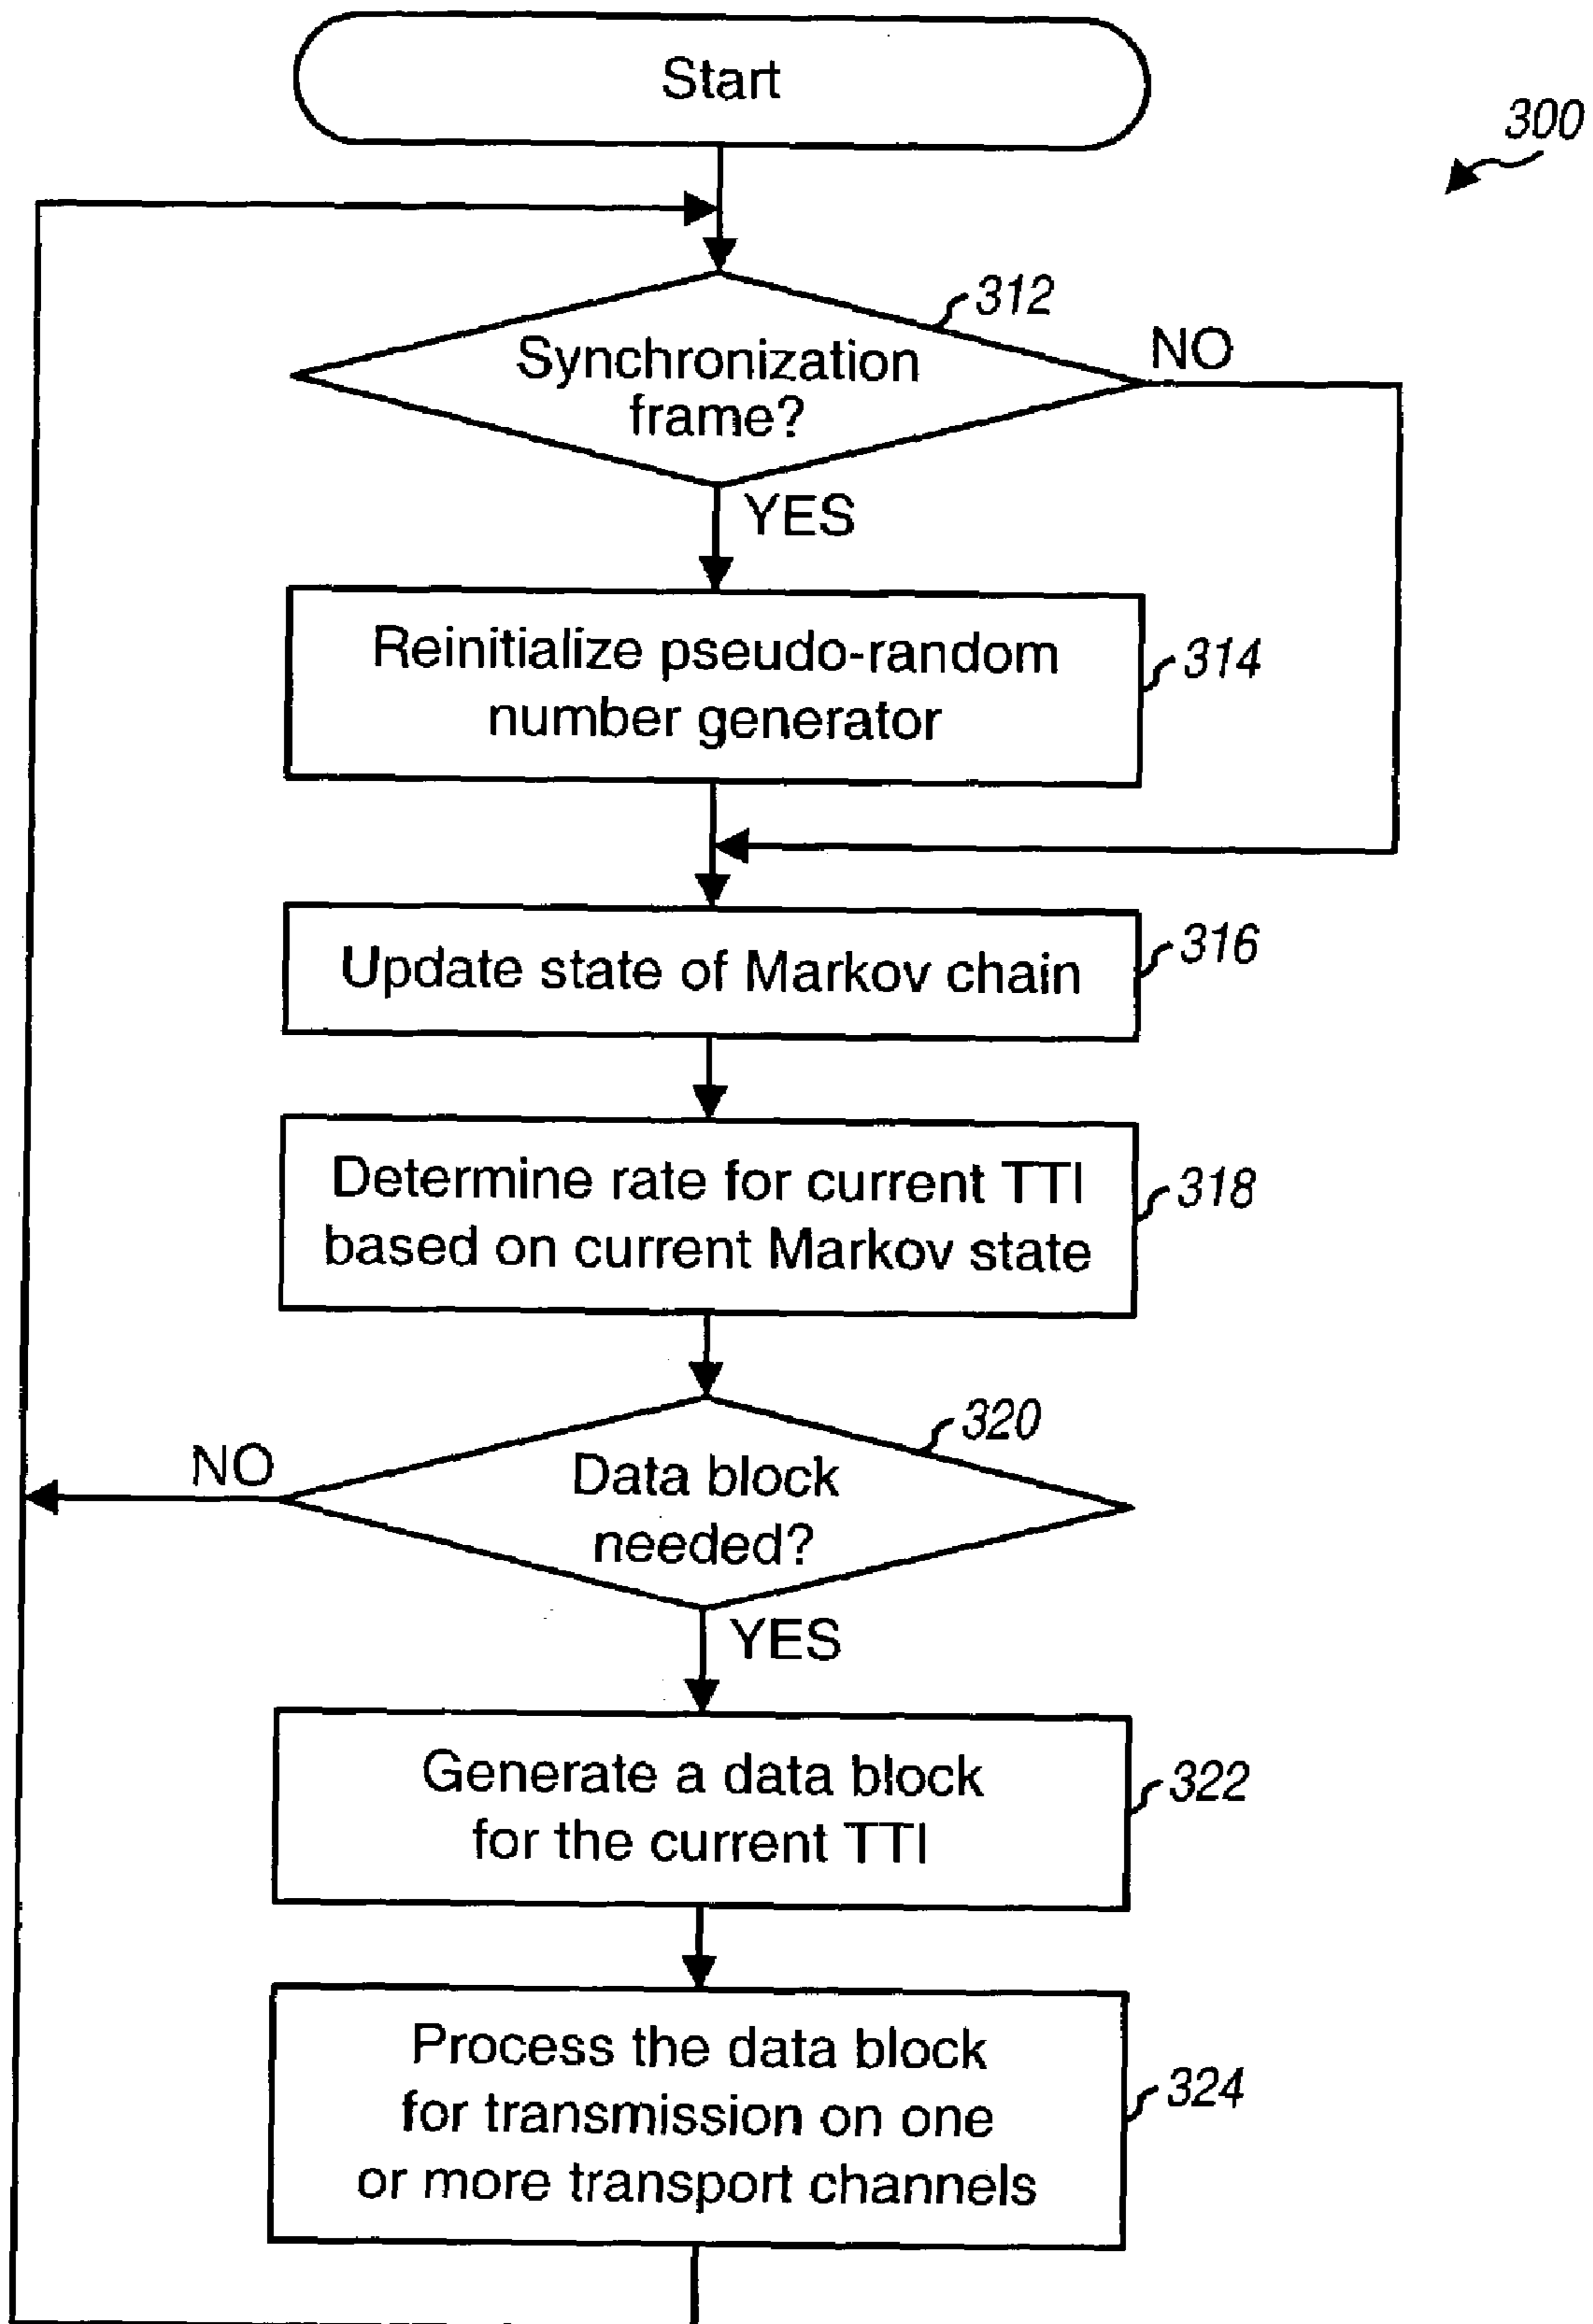 Start
300
312
Synchronization
frame?
NO
YES
Reinitialize pseudo-random
number generator
314
Update state of Markov chain
316
Determine rate for current TTI
based on current Markov state
318
320
NO
Data block
needed?
YES
Generate a data block
for the current TTI
322
Process the data block
for transmission on one
or more transport channels
324